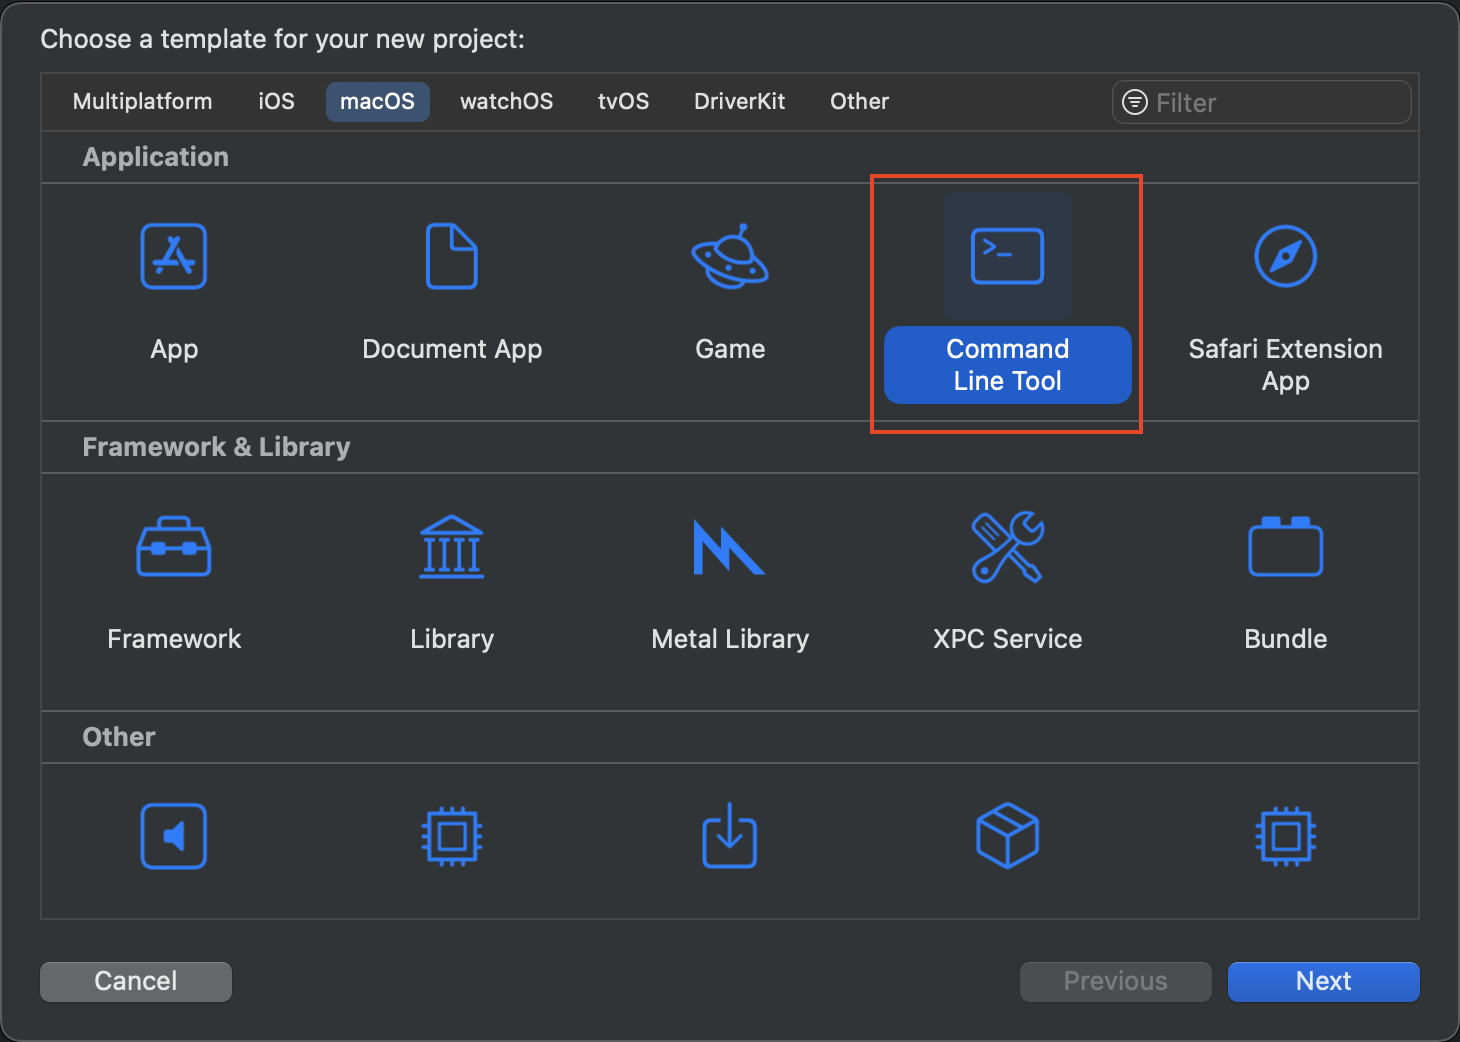 Choose a template for your new project:
Multiplatform iOS macOS watchOS tvOS DriverKit Other Filter
Application
App Document App Game Command Line Tool Safari Extension App
Framework & Library
Framework Library Metal Library XPC Service Bundle
Other
Cancel Previous Next